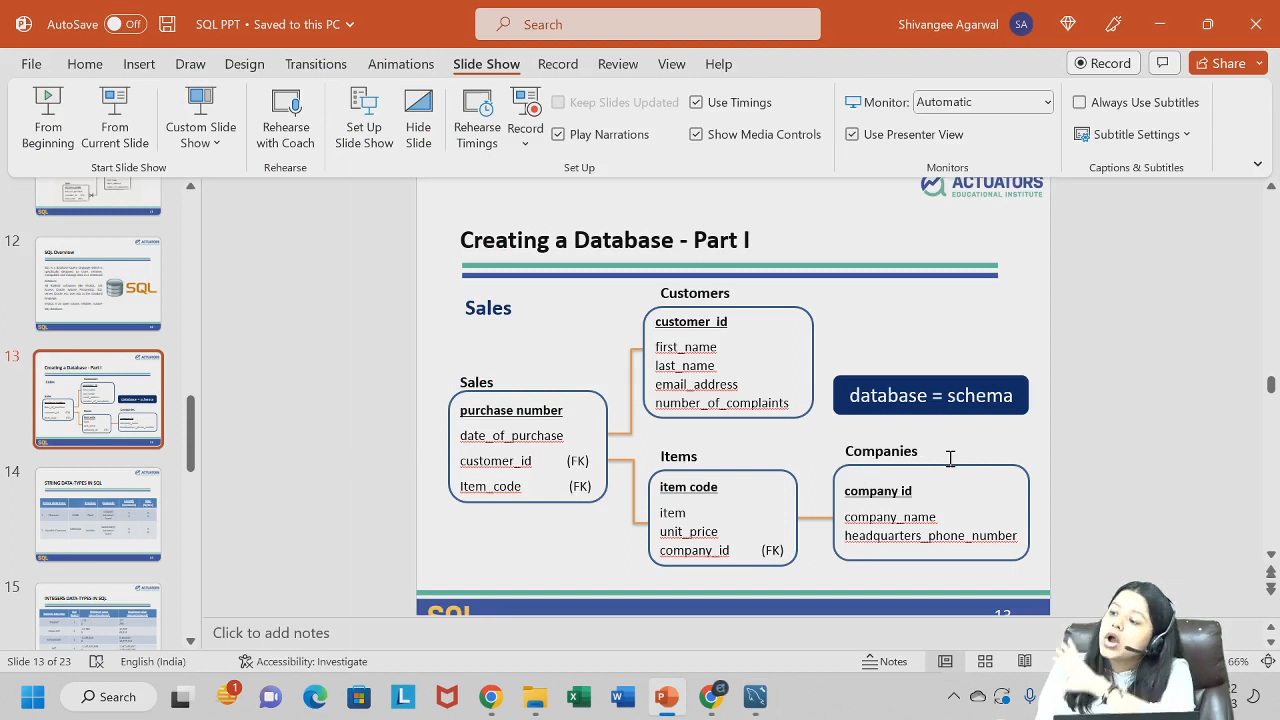 AutoSave Off SQL PPT • Saved to this PC Search Shivangee Agarwal SA
File Home Insert Draw Design Transitions Animations Slide Show Record Review View Help Record Share
From Beginning
From Current Slide
Custom Slide Show
Start Slide Show
Rehearse with Coach
Rehearse
Set Up Slide Show
Hide Slide
Rehearse Timings
Record
Keep Slides Updated
Play Narrations
Use Timings
Show Media Controls
Set Up
Monitor: Automatic
Use Presenter View
Monitors
Always Use Subtitles
Subtitle Settings
Captions & Subtitles
12
SQL Overview
SQL
13
Creating a Database - Part I
14
STRING DATA-TYPES IN SQL
15
INTEGERS DATA-TYPES IN SQL
ACTUATORS
EDUCATIONAL INSTITUTE
Creating a Database - Part I
Sales
Customers
customer_id
first_name
last_name
email_address
number_of_complaints
Sales
purchase number
date_of_purchase
customer_id (FK)
Item_code (FK)
database = schema
Items
item code
item
unit_price
company_id (FK)
Companies
company id
company_name
headquarters_phone_number
SQL 13
Click to add notes
Slide 13 of 23 English (India) Accessibility: Investigate Notes 66%
Search